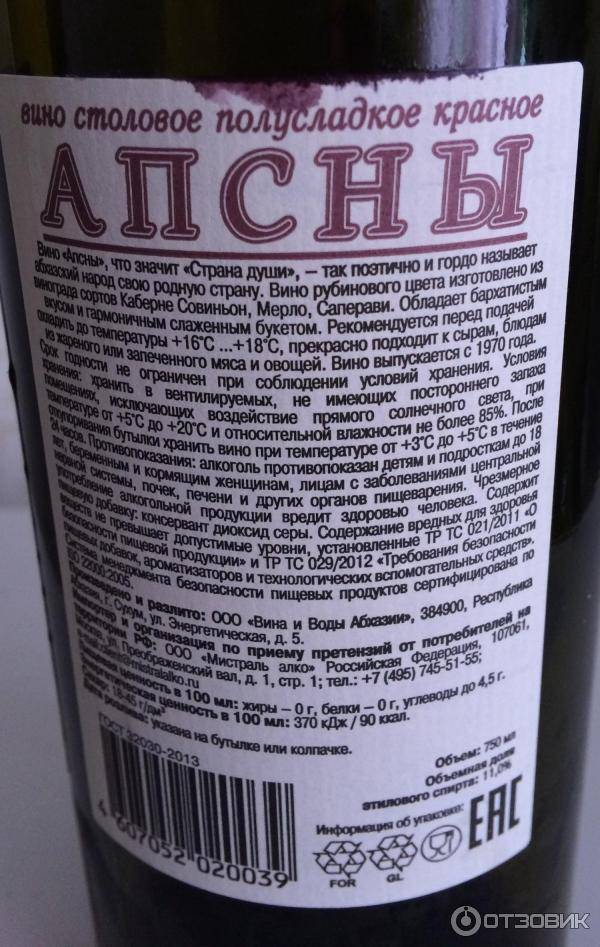 вино столовое полусладкое красное
АПСНЫ
Вино «Апсны», что значит «Страна души», – так поэтично и гордо называет
абхазский народ свою родную страну. Вино рубинового цвета изготовлено из
винограда сортов Каберне Совиньон, Мерло, Саперави. Обладает бархатистым
вкусом и гармоничным слаженным букетом. Рекомендуется перед подачей
охладить до температуры +16°С ...+18°С, прекрасно подходит к сырам, блюдам
из жареного или запеченного мяса и овощей. Вино выпускается с 1970 года.
Срок годности не ограничен при соблюдении условий хранения. Условия
хранения: хранить в вентилируемых, не имеющих постороннего запаха
помещениях, исключающих воздействие прямого солнечного света, при
температуре от +5°С до +20°С и относительной влажности не более 85%. После
откупоривания бутылки хранить вино при температуре от +3°С до +5°С в течение
24 часов. Противопоказания: алкоголь противопоказан детям и подросткам до 18
лет, беременным и кормящим женщинам, лицам с заболеваниями центральной
нервной системы, почек, печени и других органов пищеварения. Чрезмерное
употребление алкогольной продукции вредит здоровью человека. Содержит
пищевую добавку: консервант диоксид серы. Содержание вредных для здоровья
веществ не превышает допустимые уровни, установленные ТР ТС 021/2011 «О
безопасности пищевой продукции» и ТР ТС 029/2012 «Требования безопасности
пищевых добавок, ароматизаторов и технологических вспомогательных средств».
Система менеджмента безопасности пищевых продуктов сертифицирована по
ISO 22000:2005.
Произведено и разлито: ООО «Вина и Воды Абхазии», 384900, Республика
Абхазия, г. Сухум, ул. Энергетическая, д. 5.
Импортер и организация по приему претензий от потребителей на
территории РФ: ООО «Мистраль алко» Российская Федерация, 107061,
Москва, ул. Преображенский вал, д. 1, стр. 1; тел.: +7 (495) 745-51-55;
mistralalko.ru
Энергетическая ценность в 100 мл: жиры – 0 г, белки – 0 г, углеводы до 4,5 г.
Энергетическая ценность в 100 мл: 370 кДж / 90 ккал.
Сахар: 18-45 г/дм³
Дата розлива: указана на бутылке или колпачке.
ГОСТ 32030-2013
Объем: 750 мл
Объемная доля
этилового спирта: 11,0%
Информация об упаковке:
EAC
FOR
GL
4 607052 020039
ОТЗОВИК